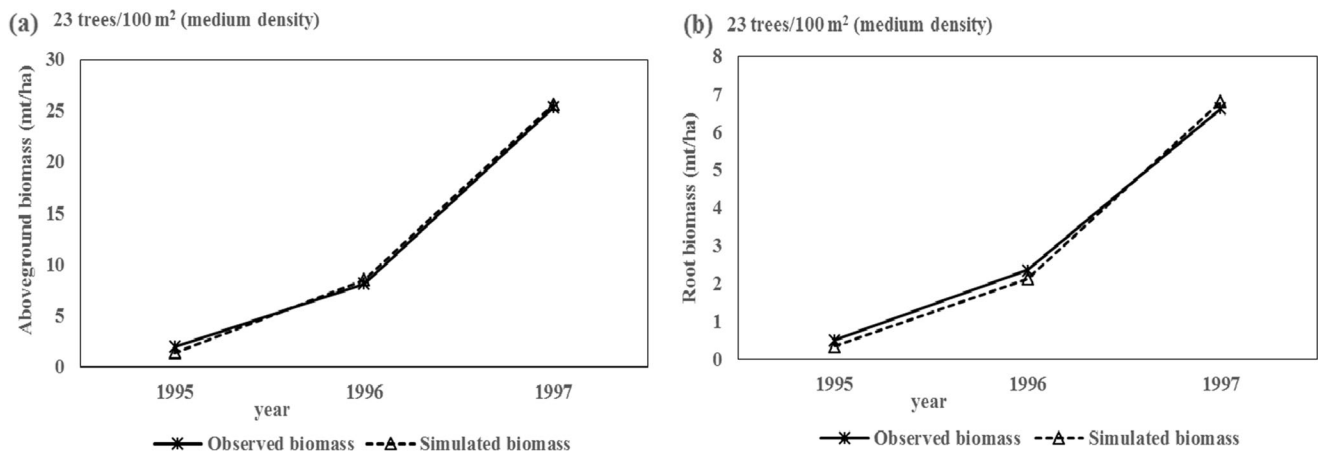 (a) 23 trees/100 m² (medium density)
30
25
20
15
10
5
0
Aboveground biomass (mt/ha)
1995
1996
1997
year
Observed biomass
Simulated biomass
(b) 23 trees/100 m² (medium density)
8
7
6
5
4
3
2
1
0
Root biomass (mt/ha)
1995
1996
1997
year
Observed biomass
Simulated biomass